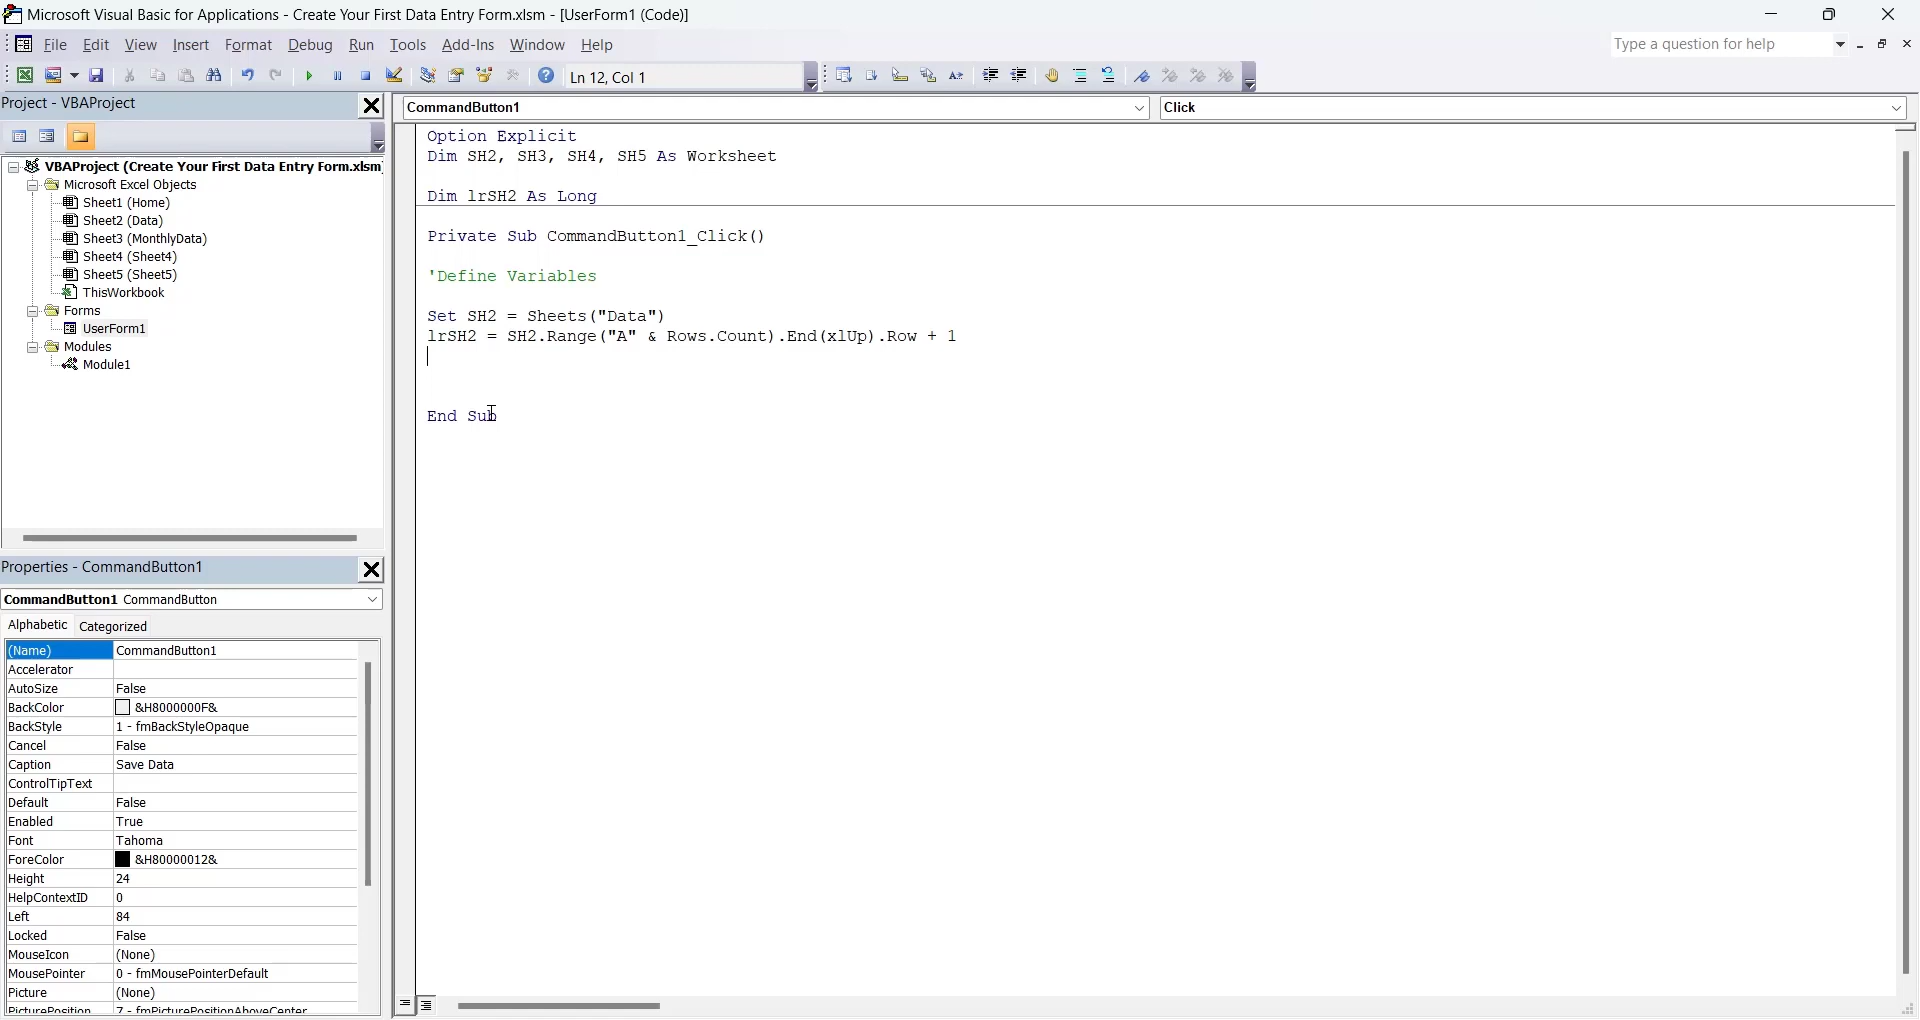 Microsoft Visual Basic for Applications - Create Your First Data Entry Form.xlsm - [UserForm1 (Code)]
File Edit View Insert Format Debug Run Tools Add-Ins Window Help
Type a question for help
Ln 12, Col 1
Project - VBAProject
VBAProject (Create Your First Data Entry Form.xlsm)
Microsoft Excel Objects
Sheet1 (Home)
Sheet2 (Data)
Sheet3 (MonthlyData)
Sheet4 (Sheet4)
Sheet5 (Sheet5)
ThisWorkbook
Forms
UserForm1
Modules
Module1
Properties - CommandButton1
CommandButton1 CommandButton
Alphabetic Categorized
(Name) CommandButton1
Accelerator
AutoSize False
BackColor &H8000000F&
BackStyle 1 - fmBackStyleOpaque
Cancel False
Caption Save Data
ControlTipText
Default False
Enabled True
Font Tahoma
ForeColor &H80000012&
Height 24
HelpContextID 0
Left 84
Locked False
MouseIcon (None)
MousePointer 0 - fmMousePointerDefault
Picture (None)
PicturePosition 7 - fmPicturePositionAboveCenter
CommandButton1 Click
Option Explicit
Dim SH2, SH3, SH4, SH5 As Worksheet
Dim lrSH2 As Long
Private Sub CommandButton1_Click()
'Define Variables
Set SH2 = Sheets("Data")
lrSH2 = SH2.Range("A" & Rows.Count).End(xlUp).Row + 1
End Sub